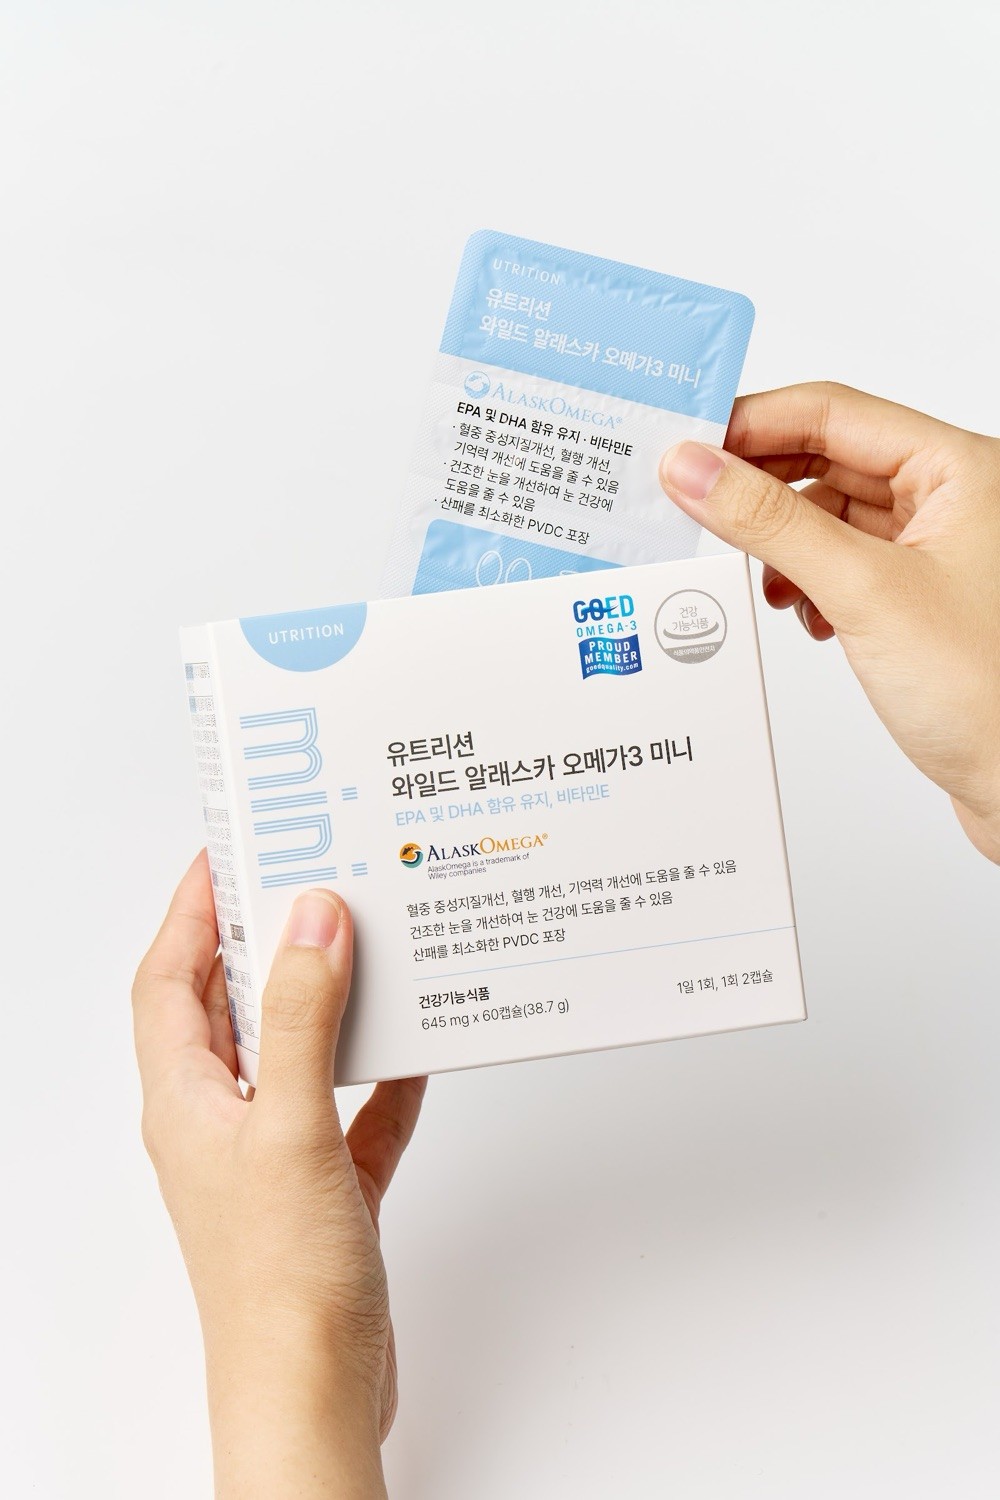 UTRITION
유트리션
와일드 알래스카 오메가3 미니
ALASKOMEGA®
EPA 및 DHA 함유 유지 · 비타민E
· 혈중 중성지질개선, 혈행 개선,
기억력 개선에 도움을 줄 수 있음
· 건조한 눈을 개선하여 눈 건강에
도움을 줄 수 있음
· 산패를 최소화한 PVDC 포장
UTRITION
GOED
OMEGA-3
PROUD
MEMBER
goedquality.com
건강
기능식품
식품의약품안전처
mini
유트리션
와일드 알래스카 오메가3 미니
EPA 및 DHA 함유 유지, 비타민E
ALASKOMEGA®
AlaskOmega is a trademark of
Wiley companies
혈중 중성지질개선, 혈행 개선, 기억력 개선에 도움을 줄 수 있음
건조한 눈을 개선하여 눈 건강에 도움을 줄 수 있음
산패를 최소화한 PVDC 포장
건강기능식품
645 mg x 60캡슐(38.7 g)
1일 1회, 1회 2캡슐